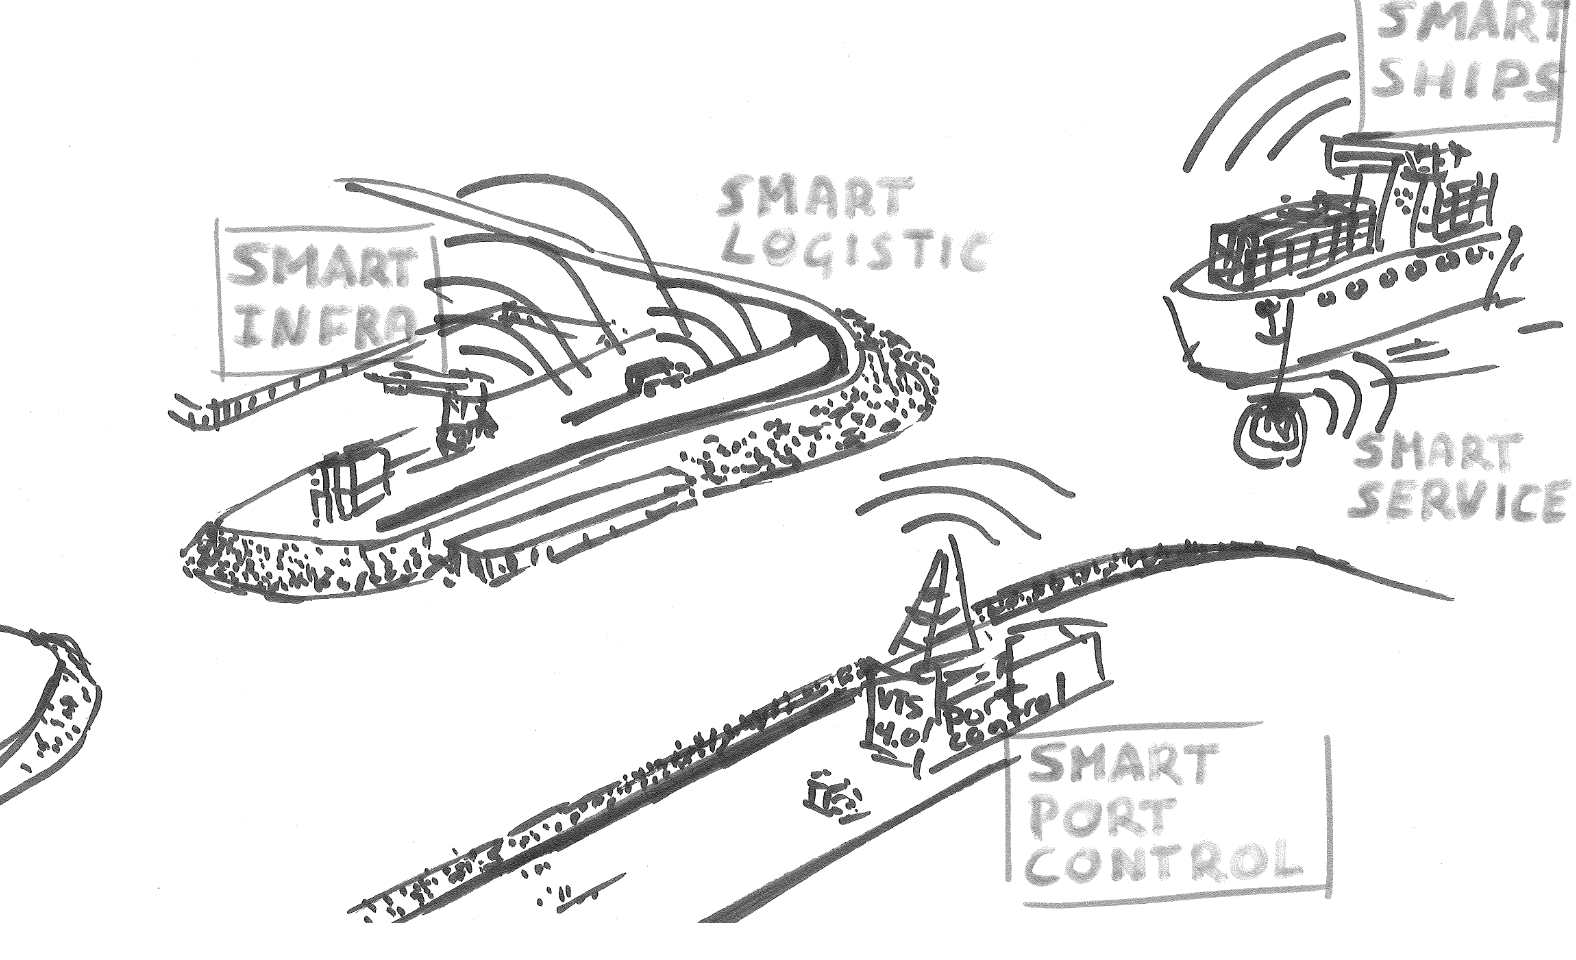 SMART
SHIPS
SMART
LOGISTIC
SMART
INFRA
SMART
SERVICE
VTS
4.0/
port
control
SMART
PORT
CONTROL